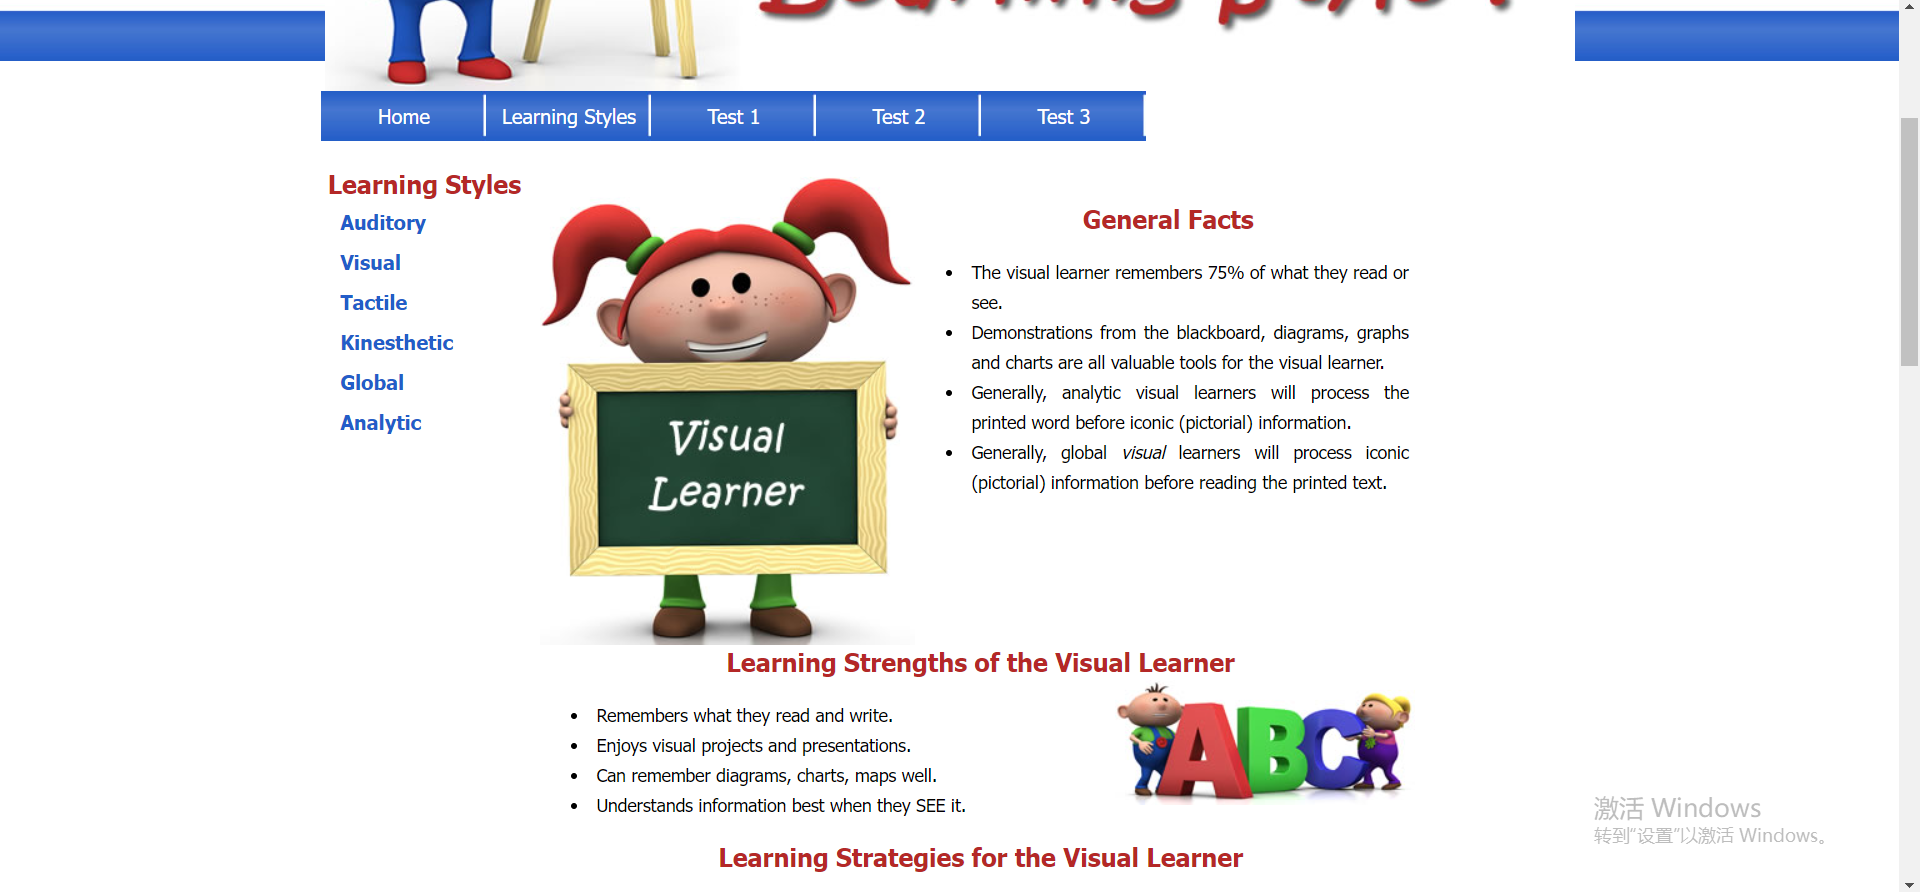 Home
Learning Styles
Test 1
Test 2
Test 3
Learning Styles
Auditory
Visual
Tactile
Kinesthetic
Global
Analytic
Visual
Learner
General Facts
The visual learner remembers 75% of what they read or
see.
Demonstrations from the blackboard, diagrams, graphs
and charts are all valuable tools for the visual learner.
Generally, analytic visual learners will process the
printed word before iconic (pictorial) information.
Generally, global visual learners will process iconic
(pictorial) information before reading the printed text.
Learning Strengths of the Visual Learner
Remembers what they read and write.
Enjoys visual projects and presentations.
Can remember diagrams, charts, maps well.
Understands information best when they SEE it.
ABC
Learning Strategies for the Visual Learner
激活 Windows
转到“设置”以激活 Windows。